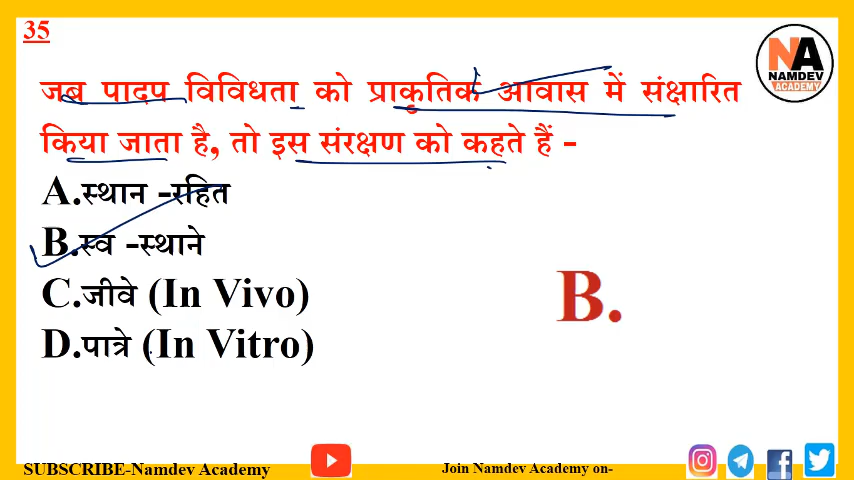 35
NAMDEV
ACADEMY
जब पादप विविधता को प्राकृतिक आवास में संक्षारित
किया जाता है, तो इस संरक्षण को कहते हैं -
A.स्थान -रहित
B.स्व -स्थाने
C.जीवे (In Vivo)
B.
D.पात्रे (In Vitro)
SUBSCRIBE-Namdev Academy
Join Namdev Academy on-